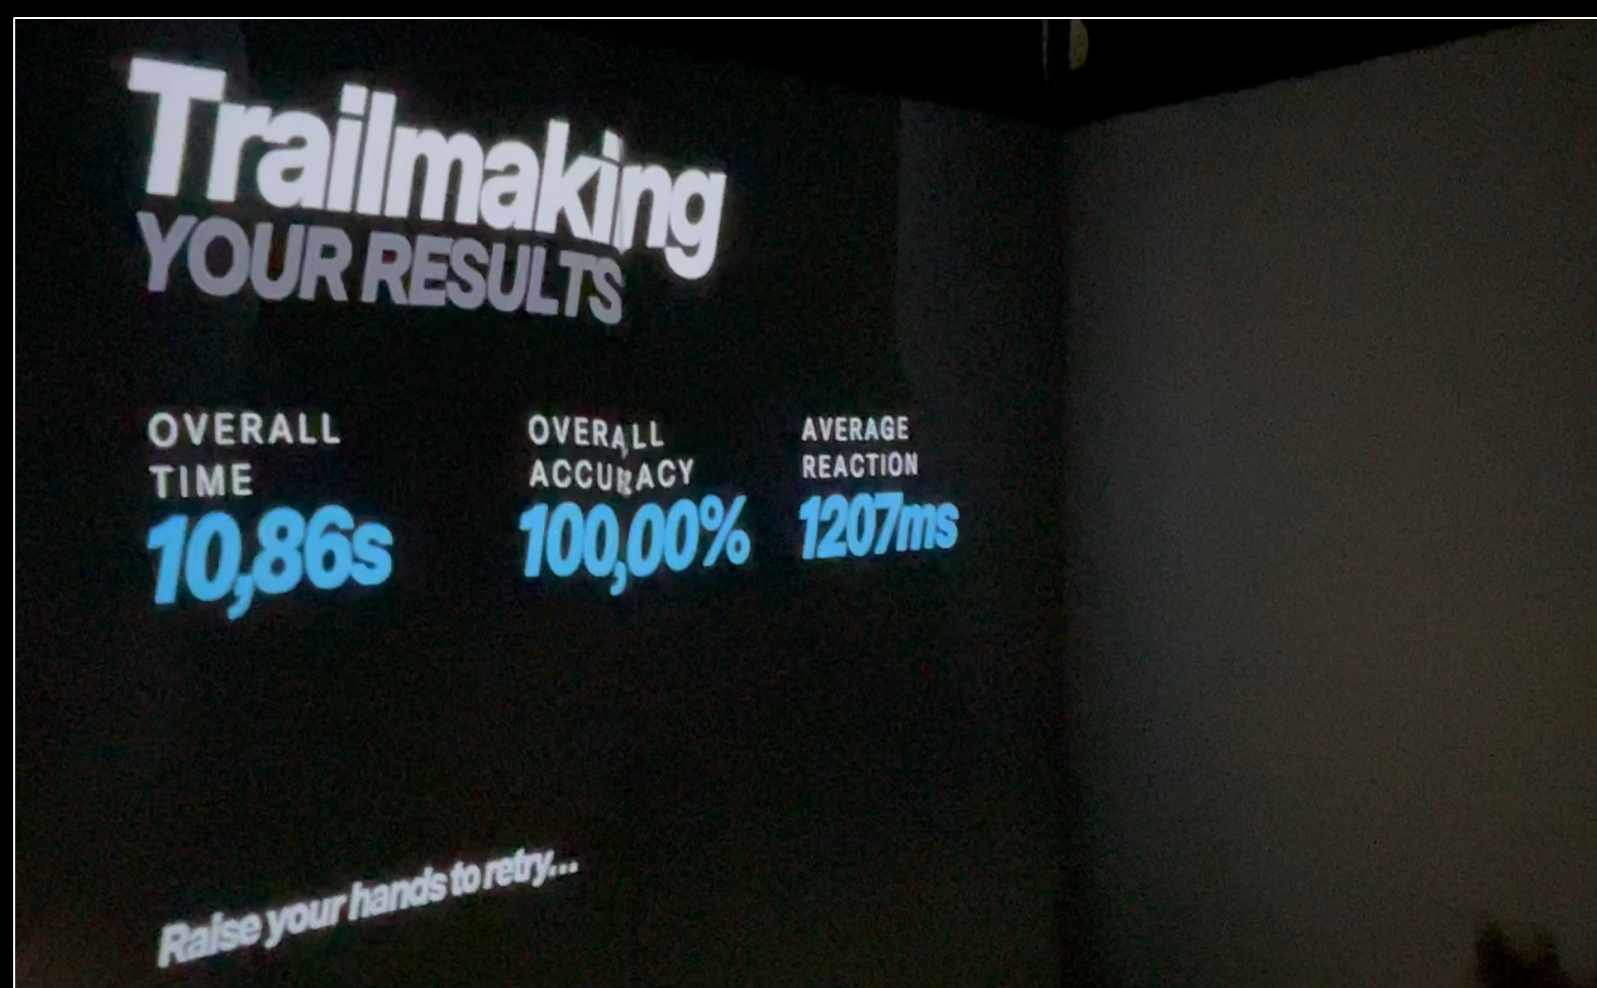 Trailmaking
YOUR RESULTS
OVERALL
TIME
10,86s
OVERALL
ACCURACY
100,00%
AVERAGE
REACTION
1207ms
Raise your hands to retry...